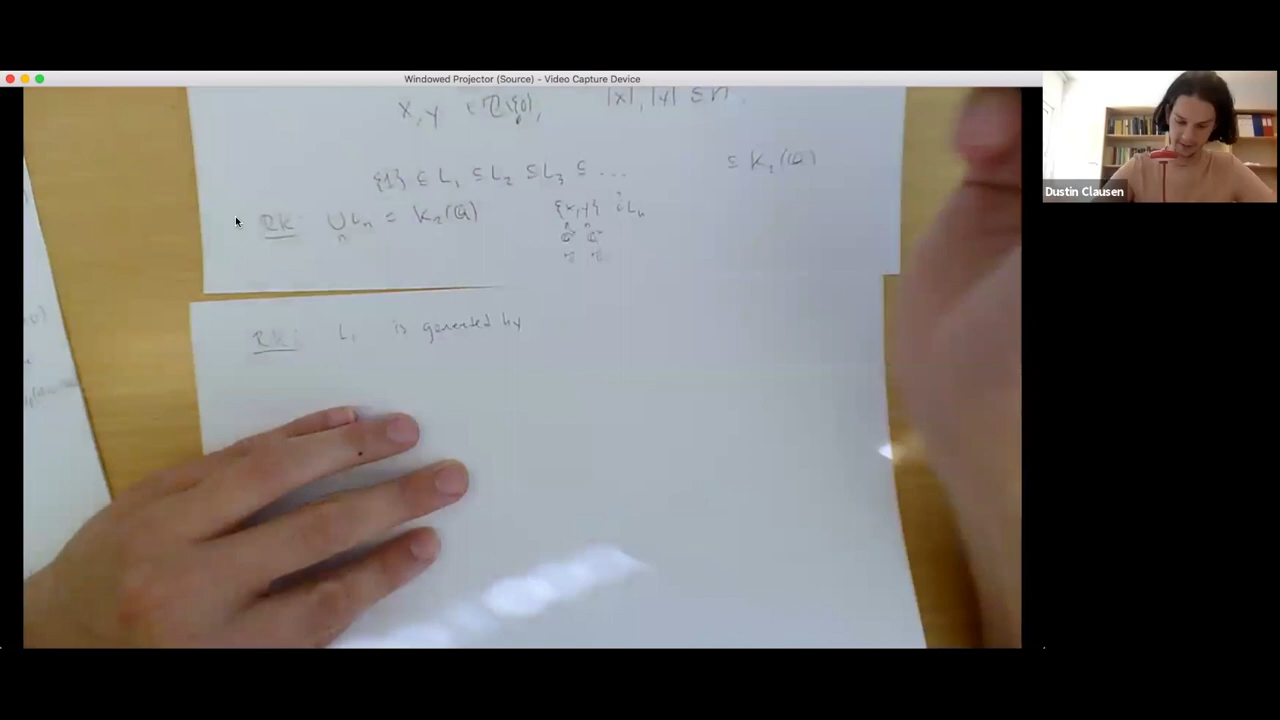 Windowed Projector (Source) - Video Capture Device
x, y ∈ ℤ\{0}, |x|, |y| ≤ n.
{1} ⊆ L₁ ⊆ L₂ ⊆ L₃ ⊆ ... ⊆ K₂(ℚ)
Rk: ⋃ Lₙ = K₂(ℚ) {x,y} ∈ Lₙ
n
Rk: L₁ is generated by
Dustin Clausen